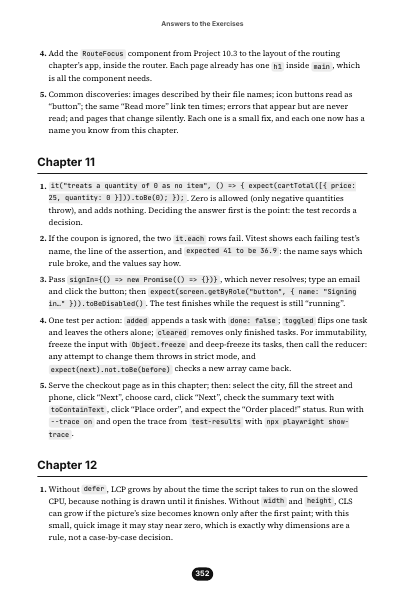 Answers to the Exercises
4. Add the RouteFocus component from Project 10.3 to the layout of the routing
chapter's app, inside the router. Each page already has one h1 inside main, which
is all the component needs.
5. Common discoveries: images described by their file names; icon buttons read as
“button”; the same “Read more” link ten times; errors that appear but are never
read; and pages that change silently. Each one is a small fix, and each one now has a
name you know from this chapter.
Chapter 11
1. it("treats a quantity of 0 as no item", () => { expect(cartTotal([{ price:
25, quantity: 0 }])).toBe(0); });. Zero is allowed (only negative quantities
throw), and adds nothing. Deciding the answer first is the point: the test records a
decision.
2. If the coupon is ignored, the two it.each rows fail. Vitest shows each failing test's
name, the line of the assertion, and expected 41 to be 36.9: the name says which
rule broke, and the values say how.
3. Pass signIn={() => new Promise(() => {})}, which never resolves; type an email
and click the button; then expect(screen.getByRole("button", { name: "Signing
in…" })).toBeDisabled(). The test finishes while the request is still “running”.
4. One test per action: added appends a task with done: false; toggled flips one task
and leaves the others alone; cleared removes only finished tasks. For immutability,
freeze the input with Object.freeze and deep-freeze its tasks, then call the reducer:
any attempt to change them throws in strict mode, and
expect(next).not.toBe(before) checks a new array came back.
5. Serve the checkout page as in this chapter; then: select the city, fill the street and
phone, click “Next”, choose card, click “Next”, check the summary text with
toContainText, click “Place order”, and expect the “Order placed!” status. Run with
--trace on and open the trace from test-results with npx playwright show-
trace.
Chapter 12
1. Without defer, LCP grows by about the time the script takes to run on the slowed
CPU, because nothing is drawn until it finishes. Without width and height, CLS
can grow if the picture's size becomes known only after the first paint; with this
small, quick image it may stay near zero, which is exactly why dimensions are a
rule, not a case-by-case decision.
352